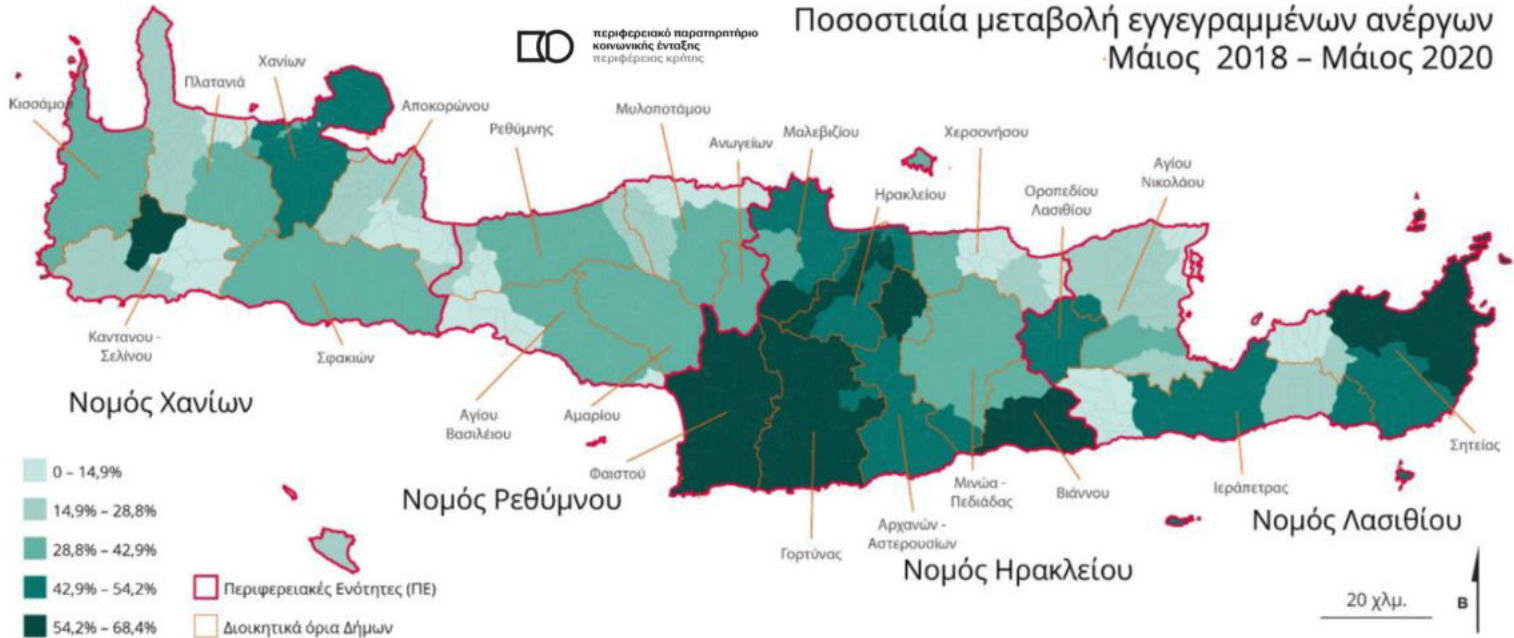 Ποσοστιαία μεταβολή εγγεγραμμένων ανέργων
Μάιος 2018 – Μάιος 2020
περιφερειακό παρατηρητήριο
κοινωνικής ένταξης
περιφέρειας κρήτης
Κισσάμου
Πλατανιά
Χανίων
Αποκορώνου
Ρεθύμνης
Μυλοποτάμου
Ανωγείων
Μαλεβιζίου
Ηρακλείου
Χερσονήσου
Οροπεδίου
Λασιθίου
Αγίου
Νικολάου
Καντανου -
Σελίνου
Σφακιών
Αγίου
Βασιλείου
Αμαρίου
Φαιστού
Γορτύνας
Αρχανών -
Αστερουσίων
Μινώα -
Πεδιάδας
Βιάννου
Ιεράπετρας
Σητείας
Νομός Χανίων
Νομός Ρεθύμνου
Νομός Ηρακλείου
Νομός Λασιθίου
0 – 14,9%
14,9% – 28,8%
28,8% – 42,9%
42,9% – 54,2%
54,2% – 68,4%
Περιφερειακές Ενότητες (ΠΕ)
Διοικητικά όρια Δήμων
20 χλμ.
Β